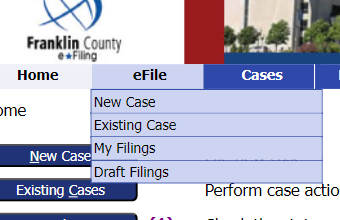 Franklin County
e★Filing
Home eFile Cases
New Case
Existing Case
My Filings
Draft Filings
ome
New Case
Existing Cases
Perform case actio